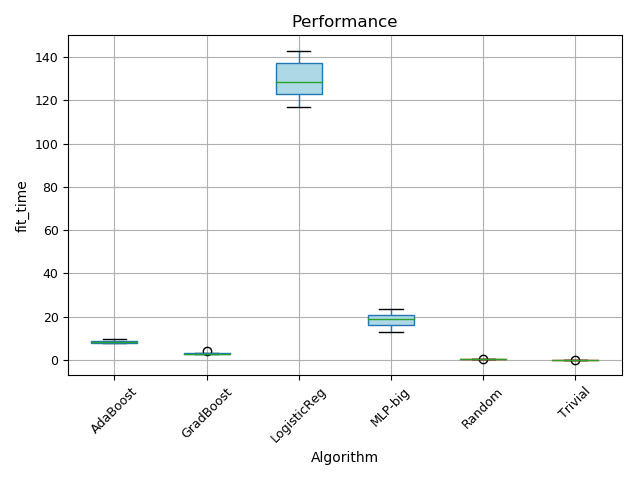 Performance
fit_time
140
120
100
80
60
40
20
0
AdaBoost
GradBoost
LogisticReg
MLP-big
Random
Trivial
Algorithm